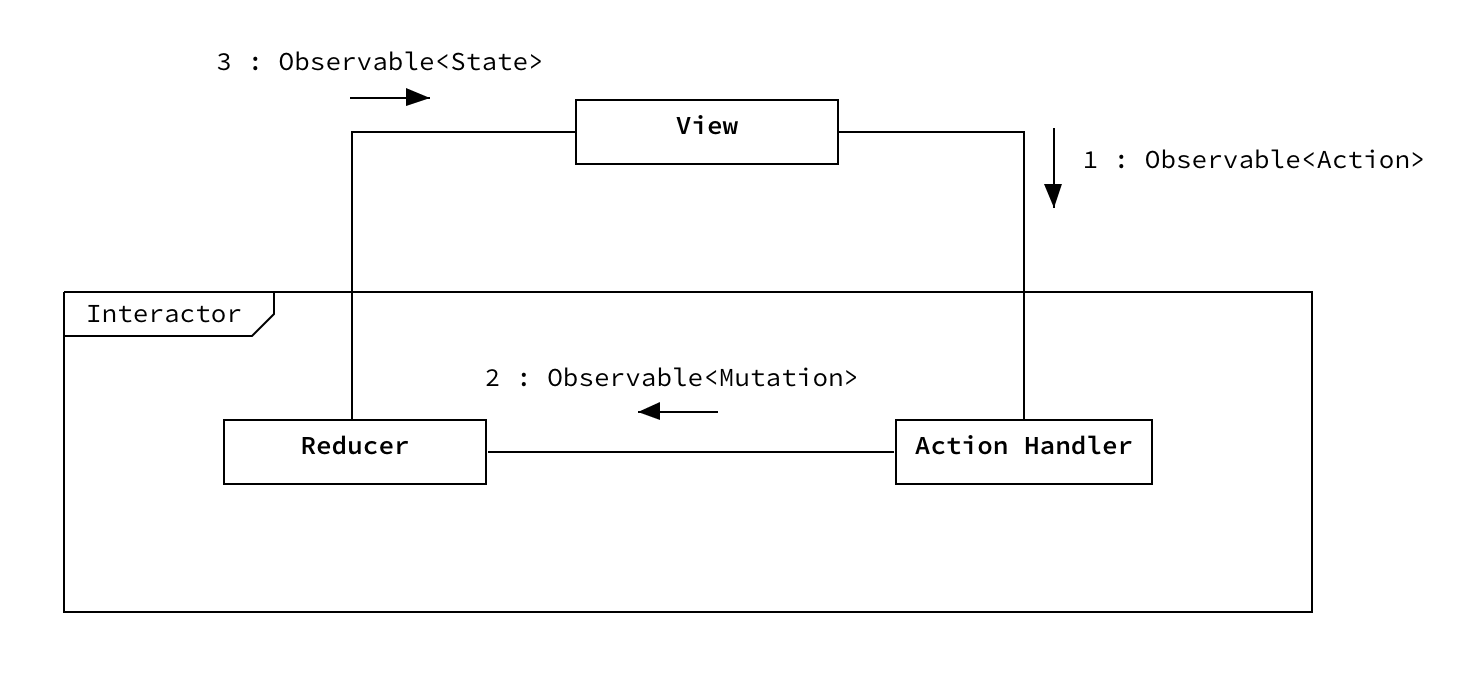 3 : Observable<State>
View
1 : Observable<Action>
Interactor
2 : Observable<Mutation>
Reducer
Action Handler